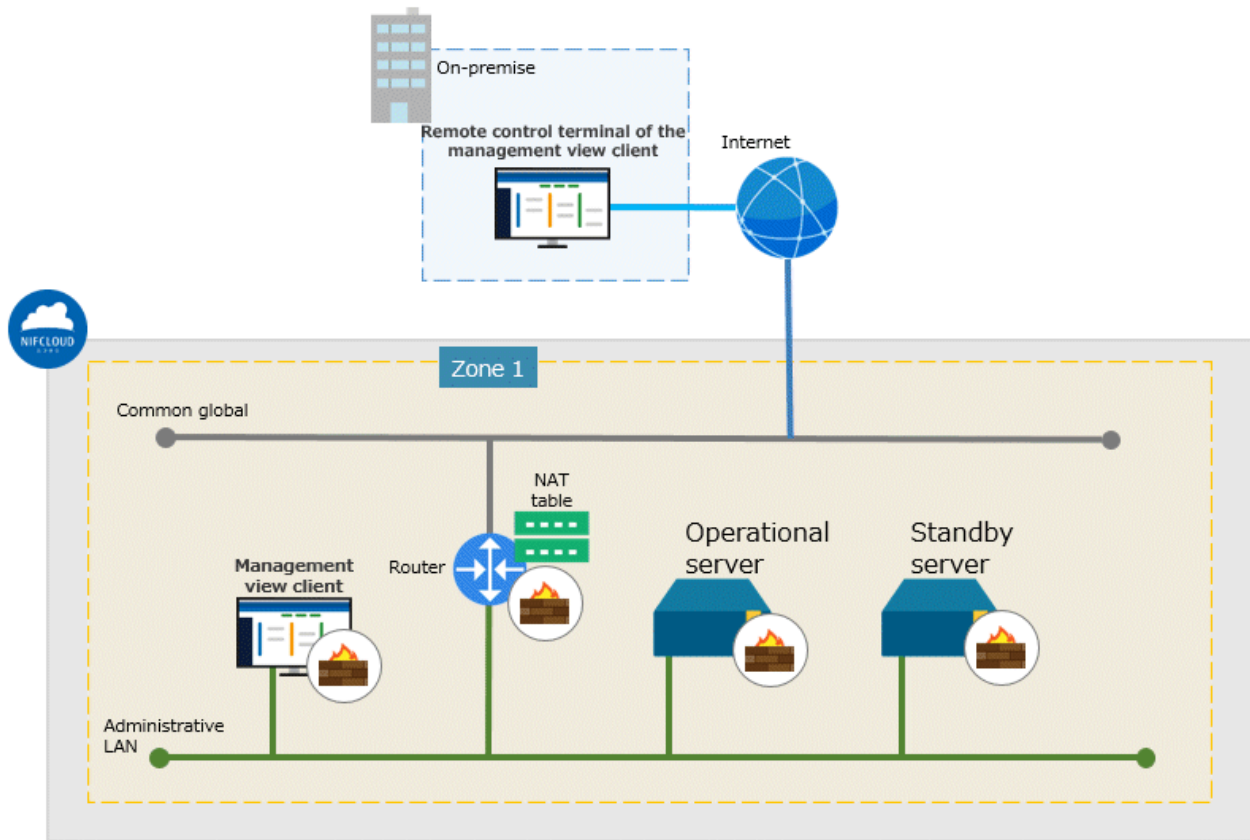 On-premise
Remote control terminal of the
management view client
Internet
NIFCLOUD
Zone 1
Common global
NAT
table
Operational
server
Standby
server
Router
Management
view client
Administrative
LAN